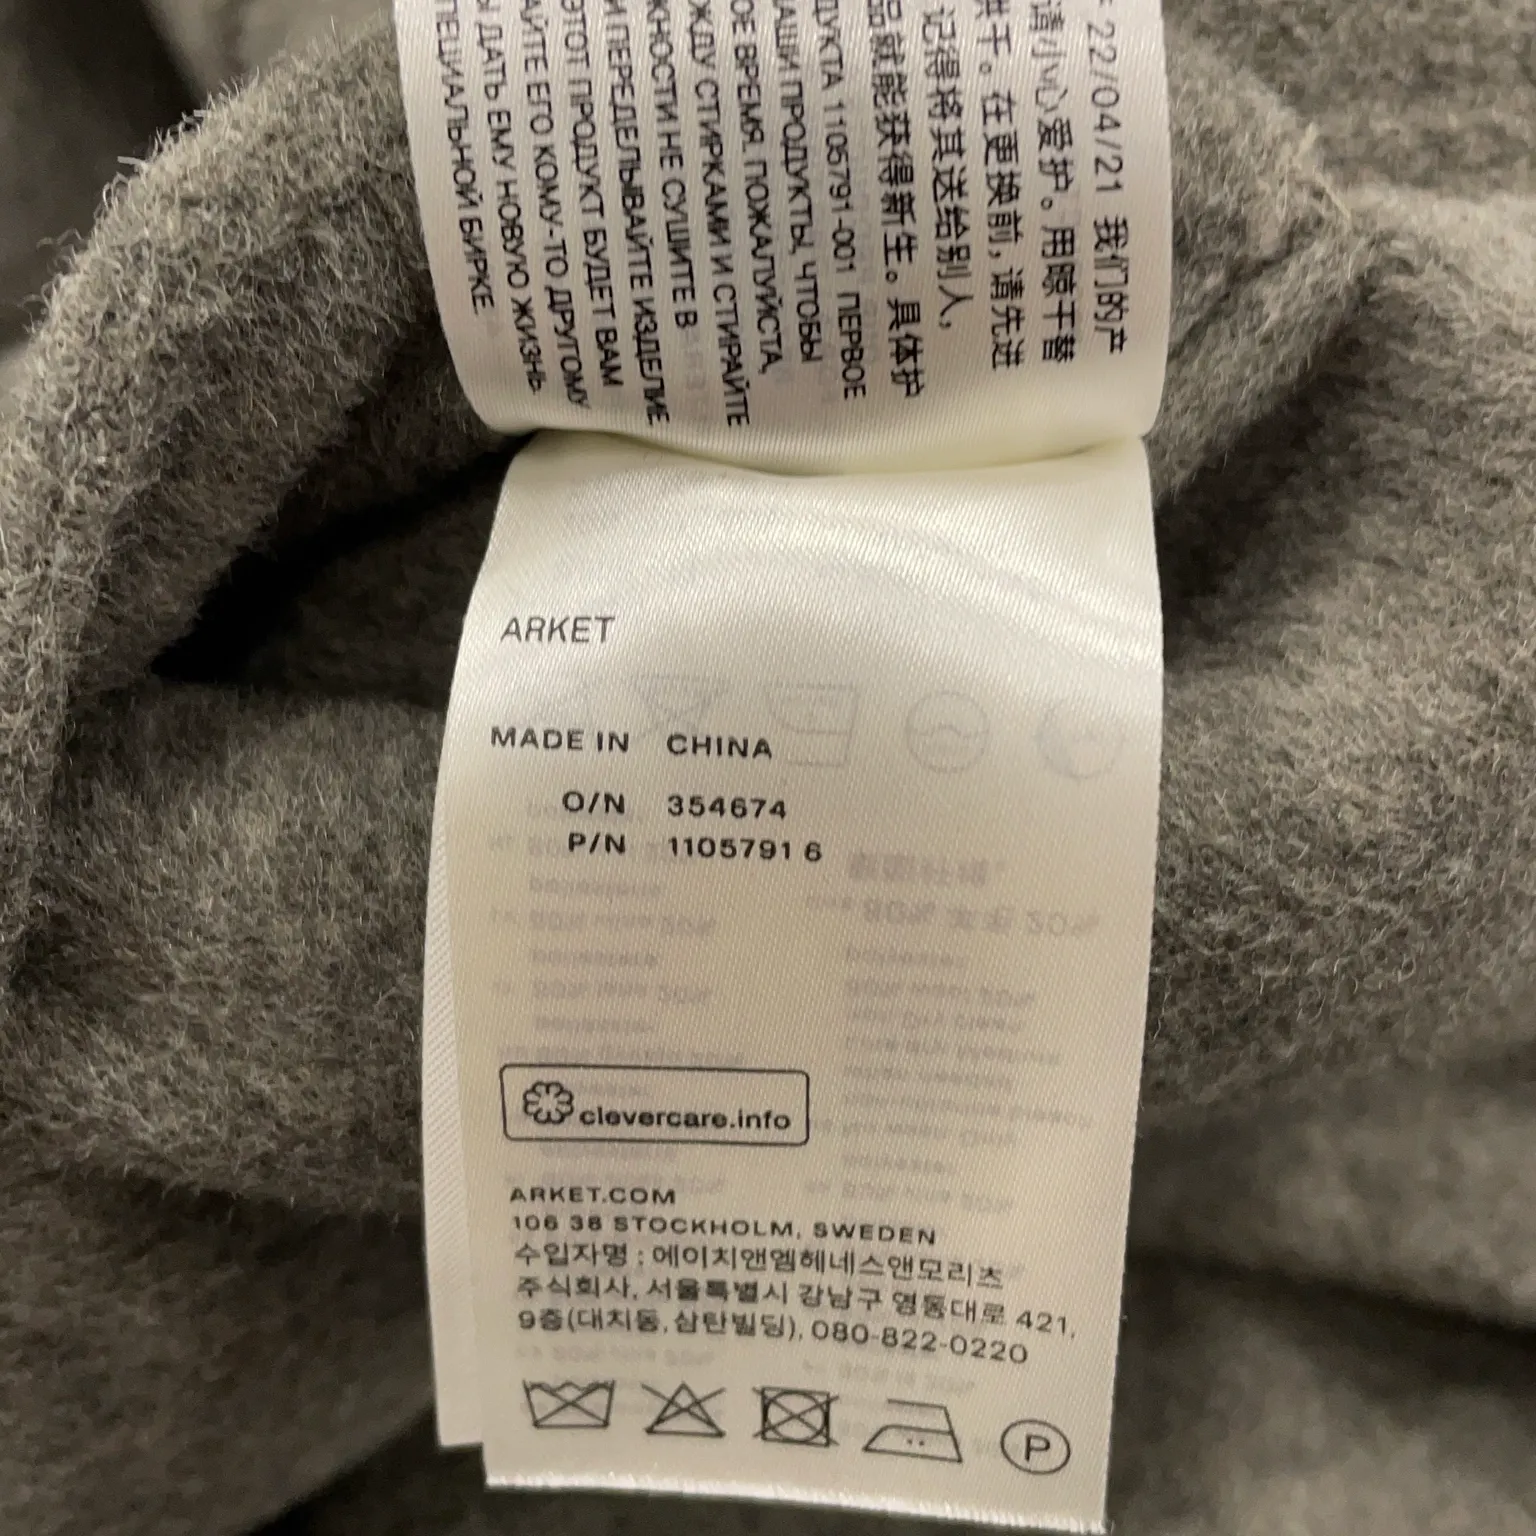 : 22/04/21 我们的产
请小心爱护。用晾干替
烘干。在更换前，请先进
记得将其送给别人，
品就能获得新生。具体护
ДУКТА 1105791-001 ПЕРВОЕ
НАШИ ПРОДУКТЫ, ЧТОБЫ
ОЕ ВРЕМЯ. ПОЖАЛУЙСТА,
ЖДУ СТИРКАМИ И СТИРАЙТЕ
ЖНОСТИ НЕ СУШИТЕ В
И ПЕРЕДЕЛЫВАЙТЕ ИЗДЕЛИЕ
ЭТОТ ПРОДУКТ БУДЕТ ВАМ
АЙТЕ ЕГО КОМУ-ТО ДРУГОМУ
Ы ДАТЬ ЕМУ НОВУЮ ЖИЗНЬ.
ПЕЦИАЛЬНОЙ БИРКЕ.
ARKET
MADE IN CHINA
O/N 354674
P/N 1105791 6
clevercare.info
ARKET.COM
106 38 STOCKHOLM, SWEDEN
수입자명 : 에이치앤엠헤네스앤모리츠
주식회사, 서울특별시 강남구 영동대로 421,
9층(대치동,삼탄빌딩), 080-822-0220
P